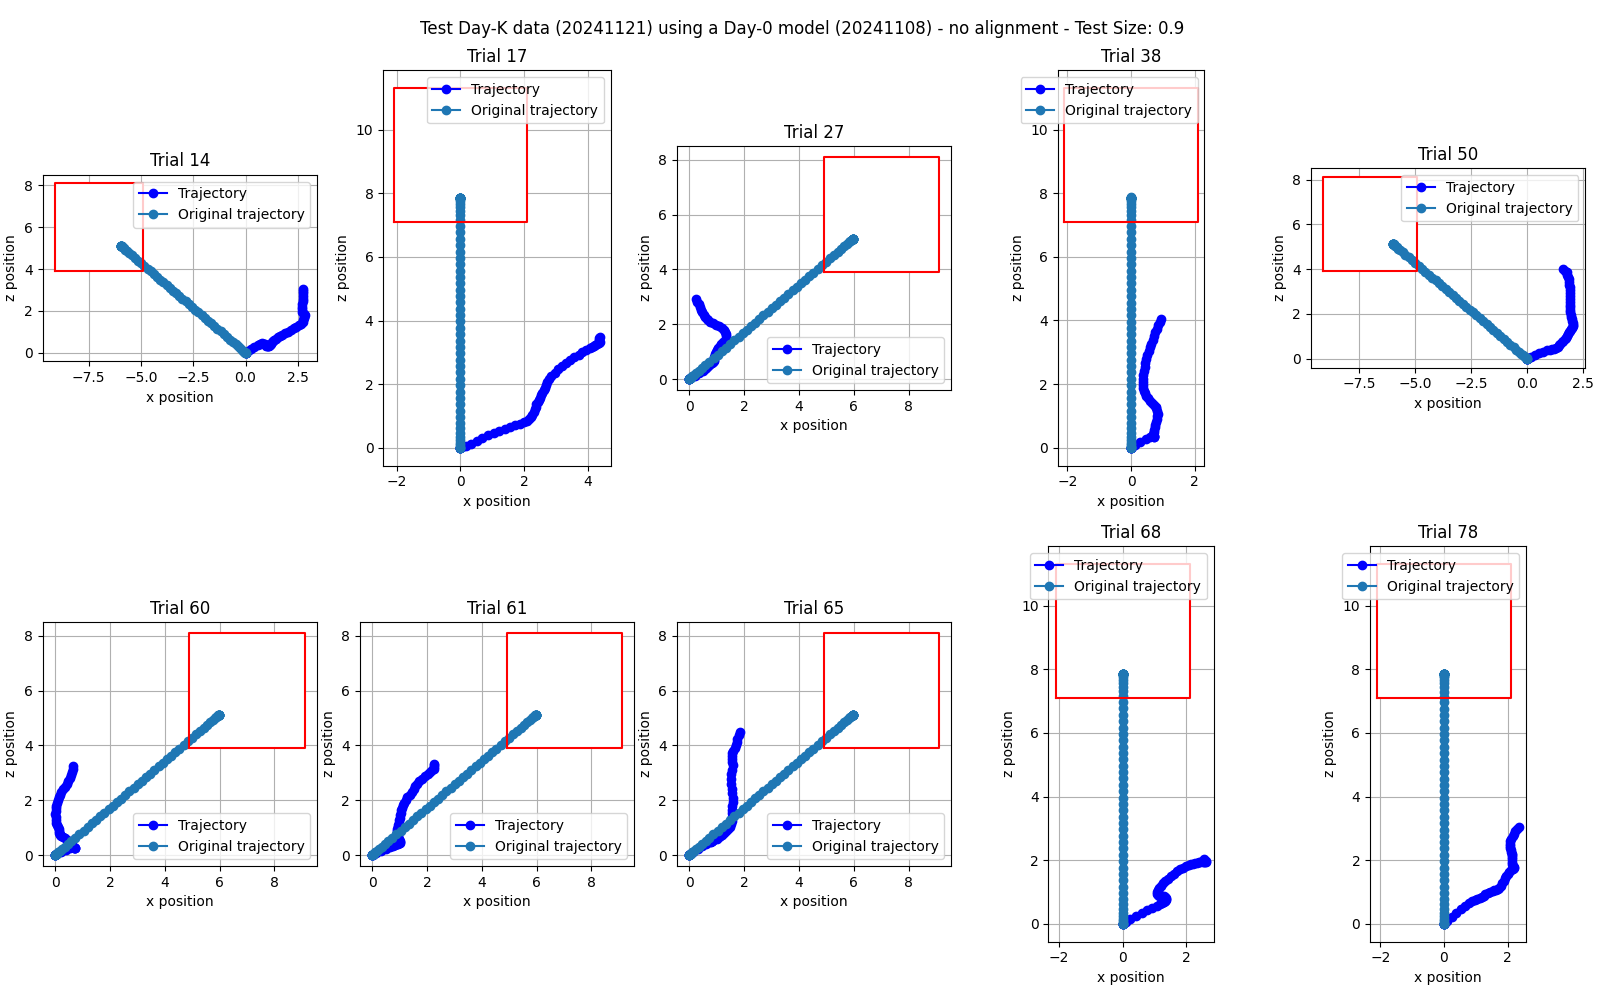 Test Day-K data (20241121) using a Day-0 model (20241108) - no alignment - Test Size: 0.9
Trial 14
Trajectory
Original trajectory
8
6
4
2
0
−7.5 −5.0 −2.5 0.0 2.5
x position
z position
Trial 17
Trajectory
Original trajectory
10
8
6
4
2
0
−2 0 2 4
x position
z position
Trial 27
8
6
4
2
0
Trajectory
Original trajectory
0 2 4 6 8
x position
z position
Trial 38
Trajectory
Original trajectory
10
8
6
4
2
0
−2 0 2
x position
z position
Trial 50
Trajectory
Original trajectory
8
6
4
2
0
−7.5 −5.0 −2.5 0.0 2.5
x position
z position
Trial 60
8
6
4
2
0
Trajectory
Original trajectory
0 2 4 6 8
x position
z position
Trial 61
8
6
4
2
0
Trajectory
Original trajectory
0 2 4 6 8
x position
z position
Trial 65
8
6
4
2
0
Trajectory
Original trajectory
0 2 4 6 8
x position
z position
Trial 68
Trajectory
Original trajectory
10
8
6
4
2
0
−2 0 2
x position
z position
Trial 78
Trajectory
Original trajectory
10
8
6
4
2
0
−2 0 2
x position
z position